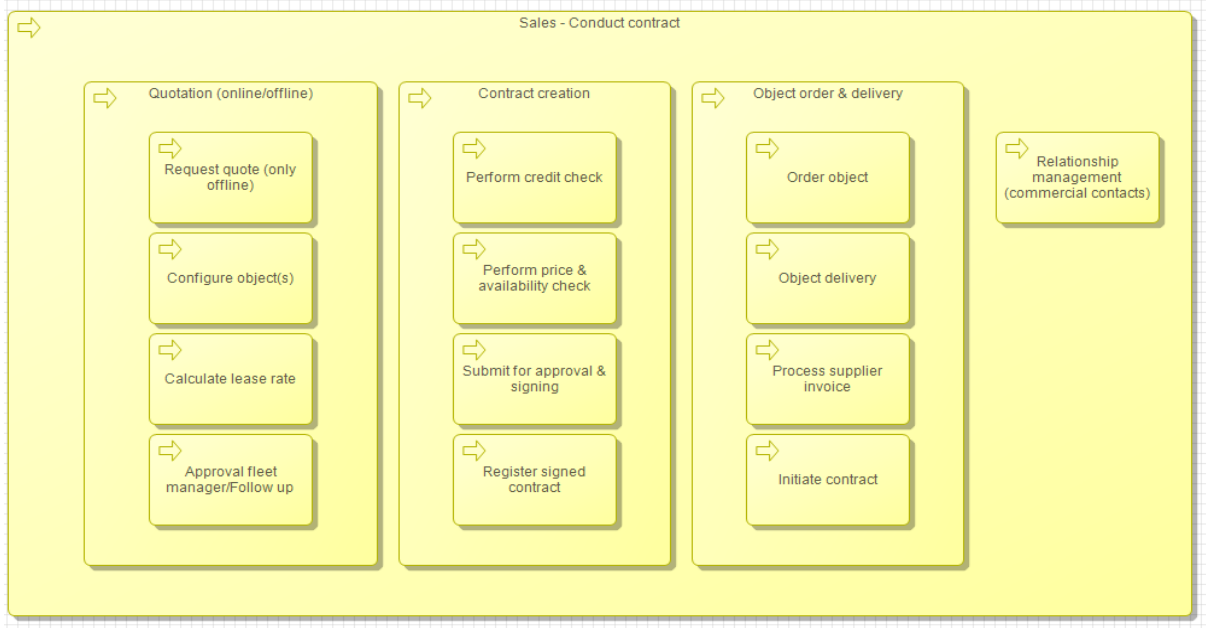 Sales - Conduct contract
Quotation (online/offline)
Request quote (only
offline)
Configure object(s)
Calculate lease rate
Approval fleet
manager/Follow up
Contract creation
Perform credit check
Perform price &
availability check
Submit for approval &
signing
Register signed
contract
Object order & delivery
Order object
Object delivery
Process supplier
invoice
Initiate contract
Relationship
management
(commercial contacts)